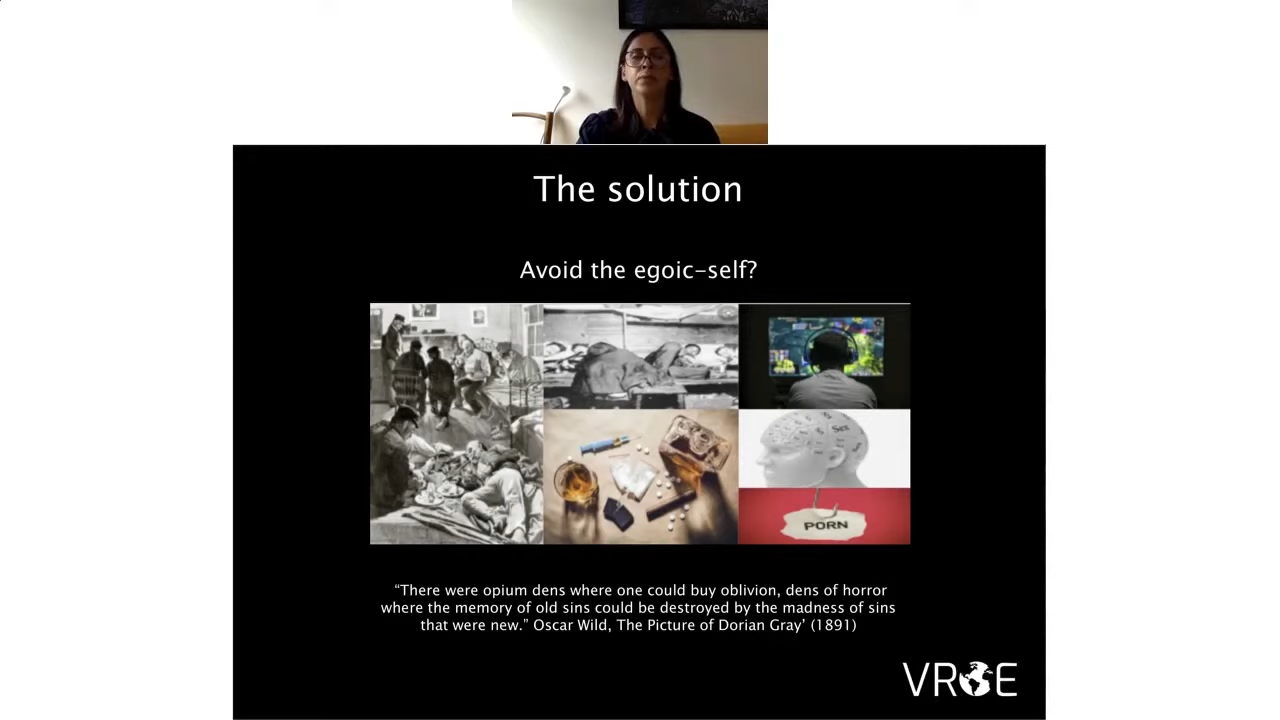 The solution
Avoid the egoic-self?
Sex
PORN
“There were opium dens where one could buy oblivion, dens of horror
where the memory of old sins could be destroyed by the madness of sins
that were new.” Oscar Wild, The Picture of Dorian Gray’ (1891)
VROE